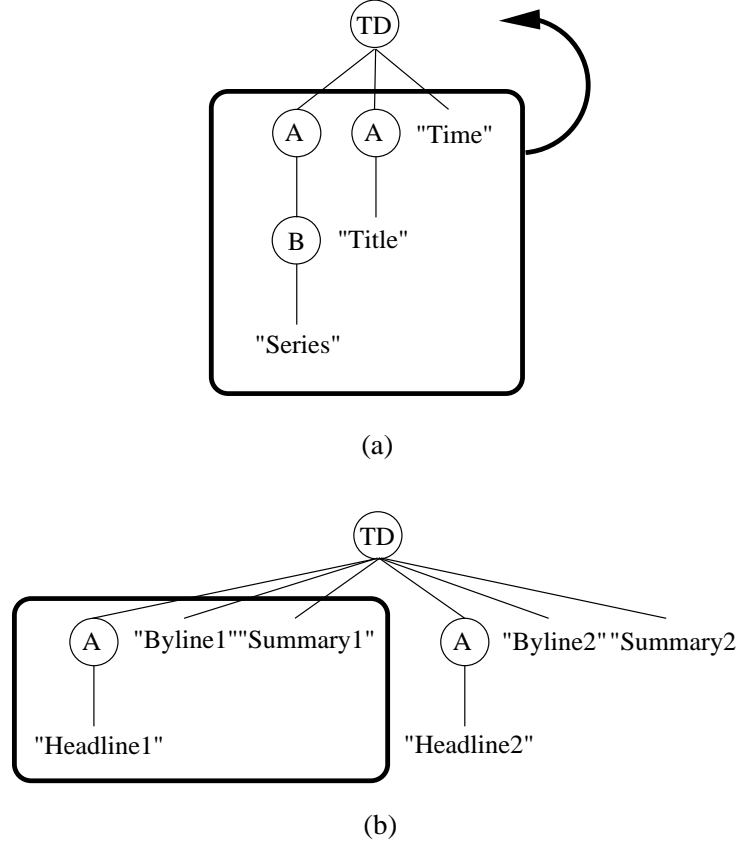 TD
A A "Time"
B "Title"
"Series"
(a)
TD
A "Byline1""Summary1" A "Byline2""Summary2
"Headline1" "Headline2"
(b)